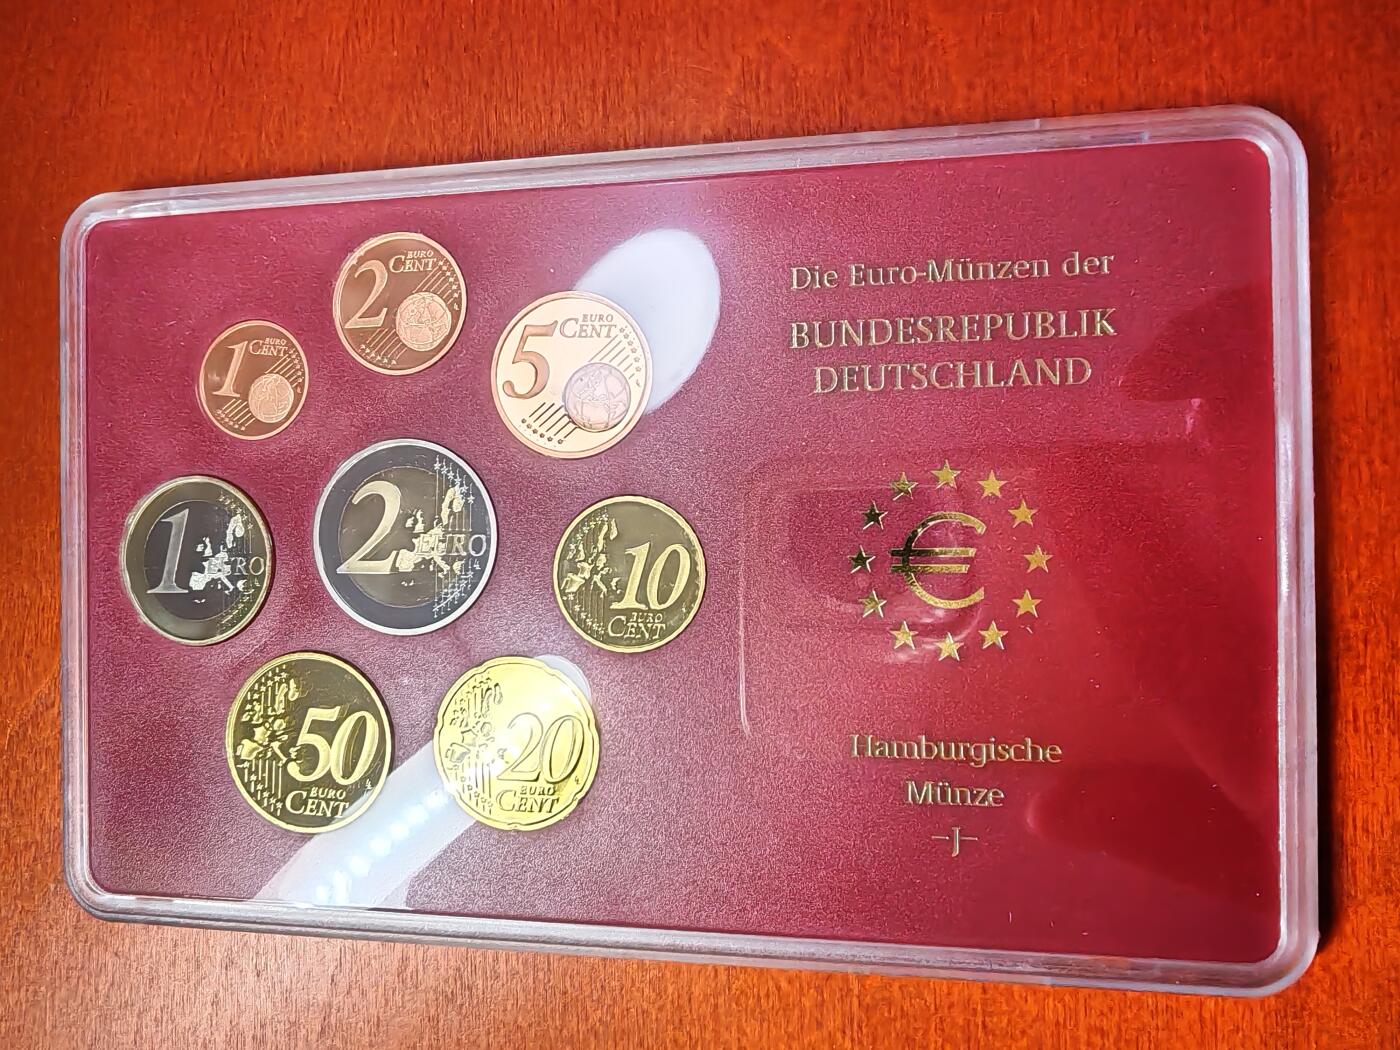 2 EURO
CENT
1 EURO
CENT
5 EURO
CENT
1 EURO
2 EURO
10
EURO
CENT
50
EURO
CENT
20
EURO
CENT
Die Euro-Münzen der
BUNDESREPUBLIK
DEUTSCHLAND
€
Hamburgische
Münze
-J-